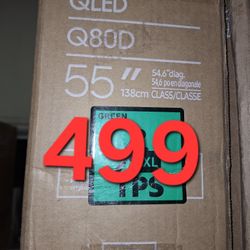 QLED
Q80D
55"
54,6"diag.
54,6 po en diagonale
138cm CLASS/CLASSE
GREEN
499
XL
TPS